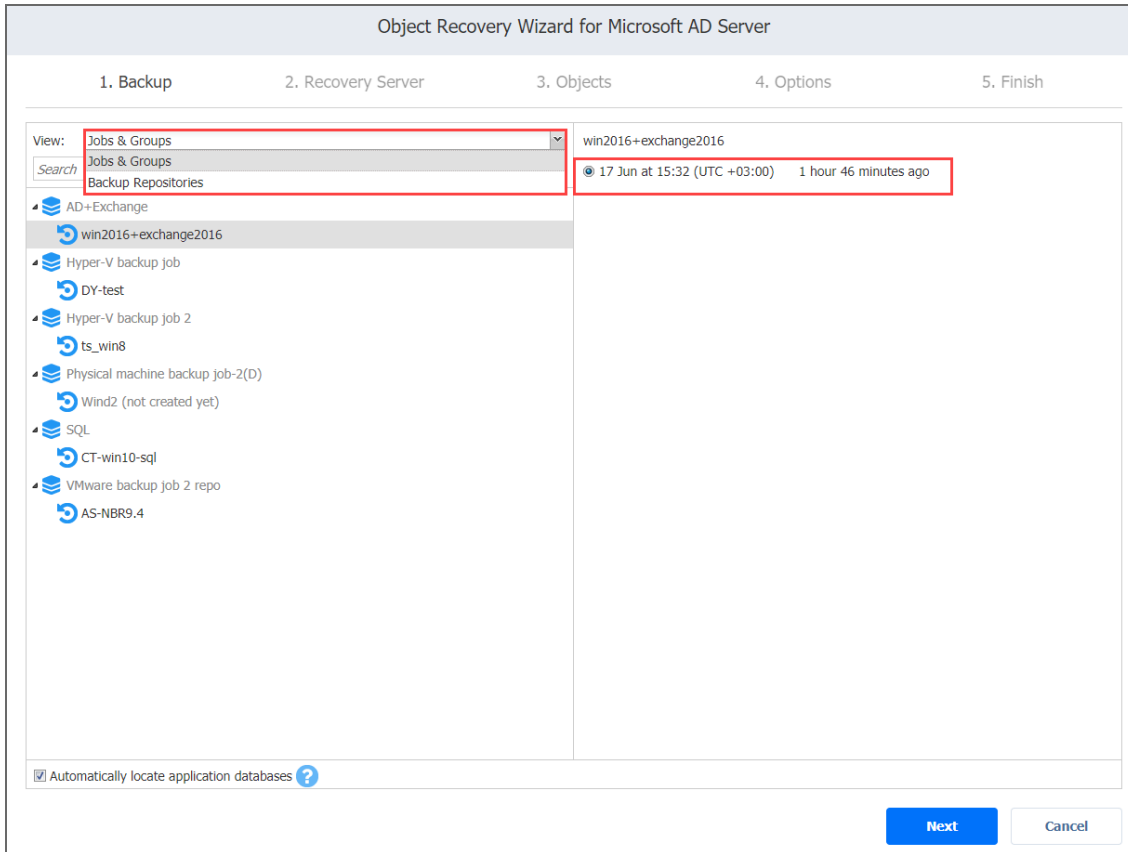 Object Recovery Wizard for Microsoft AD Server
1. Backup 2. Recovery Server 3. Objects 4. Options 5. Finish
View: Jobs & Groups
Search Jobs & Groups
Backup Repositories
AD+Exchange
win2016+exchange2016
Hyper-V backup job
DY-test
Hyper-V backup job 2
ts_win8
Physical machine backup job-2(D)
Wind2 (not created yet)
SQL
CT-win10-sql
VMware backup job 2 repo
AS-NBR9.4
win2016+exchange2016
17 Jun at 15:32 (UTC +03:00) 1 hour 46 minutes ago
Automatically locate application databases ?
Next Cancel